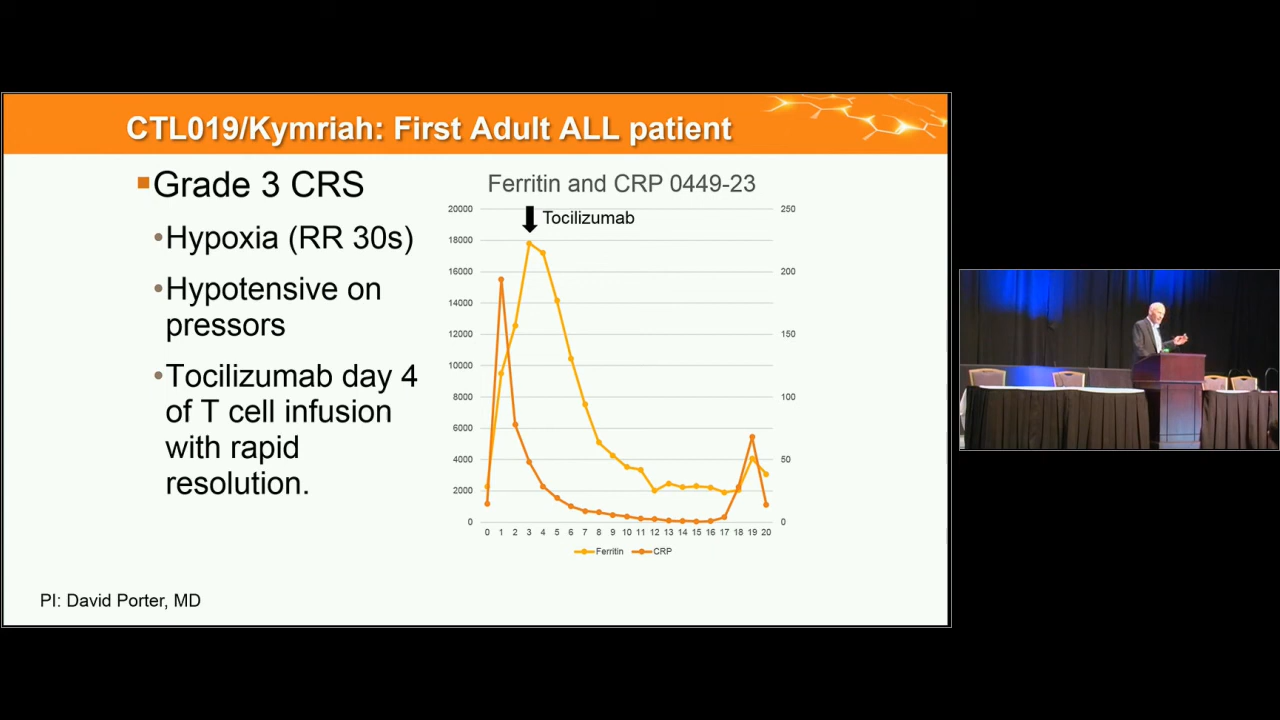 CTL019/Kymriah: First Adult ALL patient
Grade 3 CRS
Hypoxia (RR 30s)
Hypotensive on
pressors
Tocilizumab day 4
of T cell infusion
with rapid
resolution.
PI: David Porter, MD
Ferritin and CRP 0449-23
Tocilizumab
20000
18000
16000
14000
12000
10000
8000
6000
4000
2000
0
250
200
150
100
50
0
0 1 2 3 4 5 6 7 8 9 10 11 12 13 14 15 16 17 18 19 20
Ferritin CRP